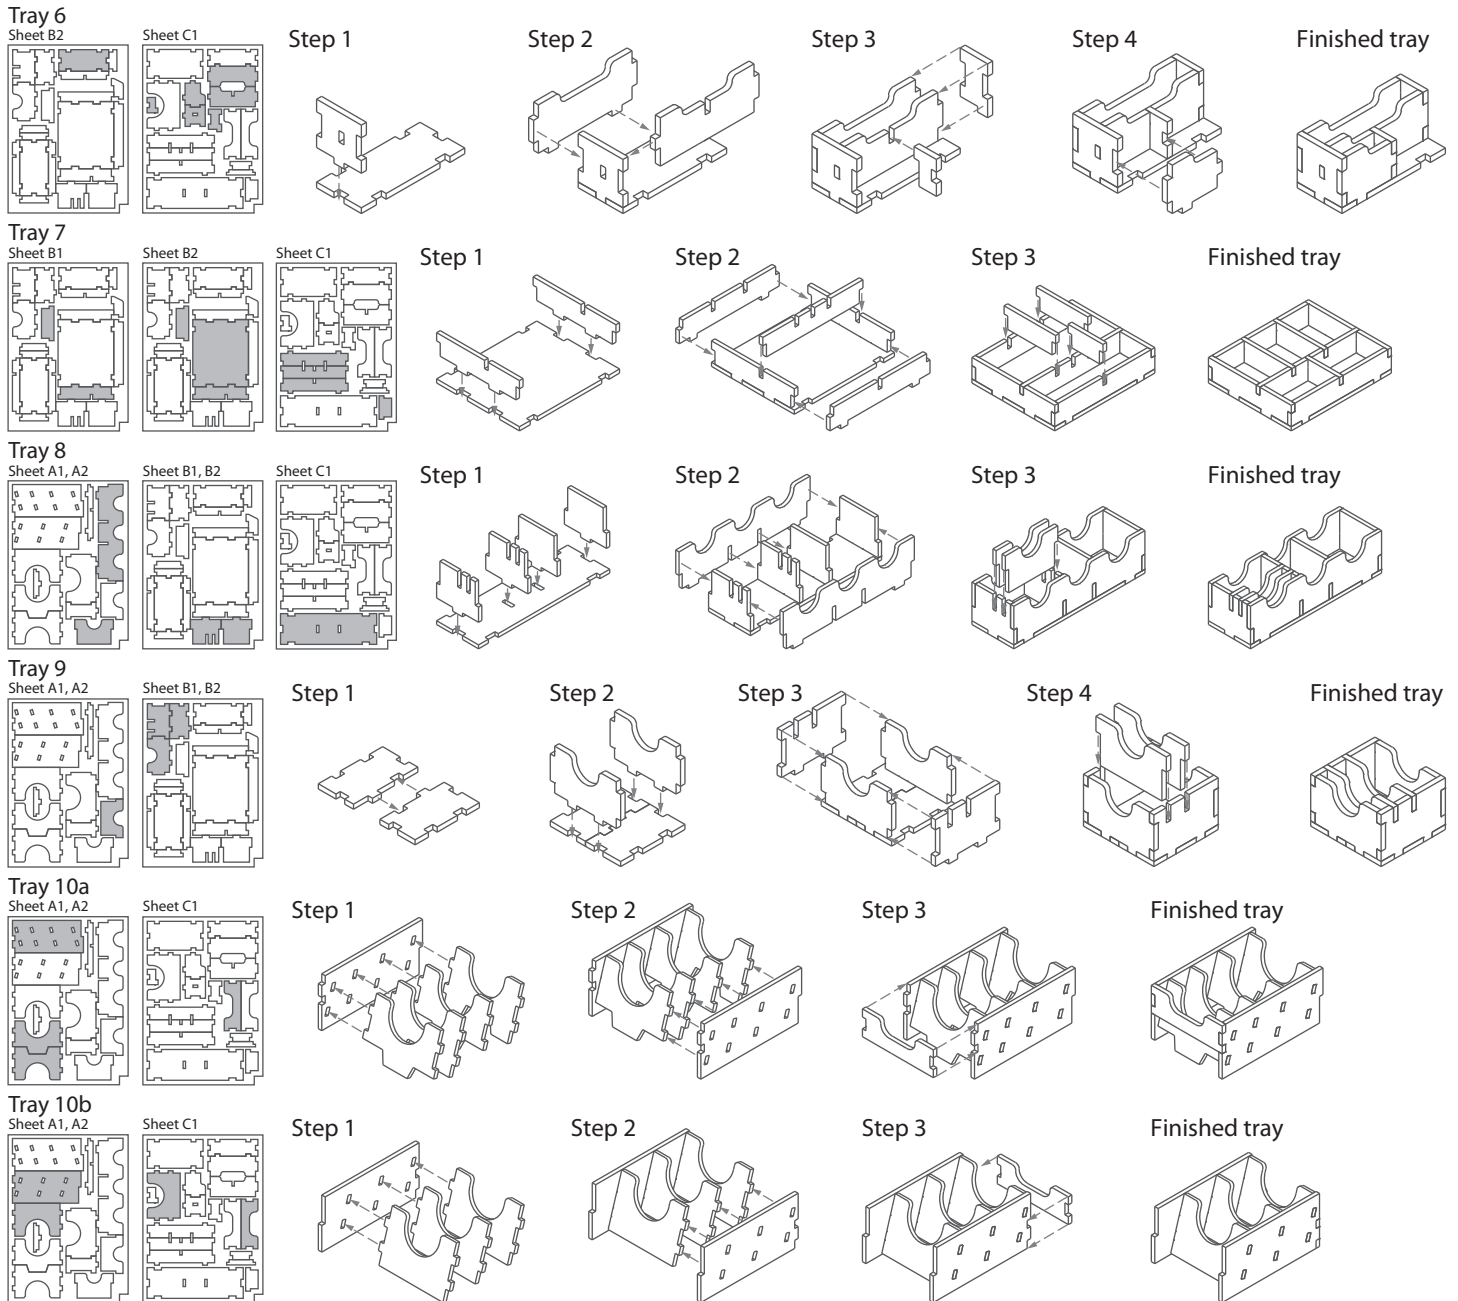 Tray 6
Sheet B2 Sheet C1
Step 1 Step 2 Step 3 Step 4 Finished tray
Tray 7
Sheet B1 Sheet B2 Sheet C1
Step 1 Step 2 Step 3 Finished tray
Tray 8
Sheet A1, A2 Sheet B1, B2 Sheet C1
Step 1 Step 2 Step 3 Finished tray
Tray 9
Sheet A1, A2 Sheet B1, B2
Step 1 Step 2 Step 3 Step 4 Finished tray
Tray 10a
Sheet A1, A2 Sheet C1
Step 1 Step 2 Step 3 Finished tray
Tray 10b
Sheet A1, A2 Sheet C1
Step 1 Step 2 Step 3 Finished tray